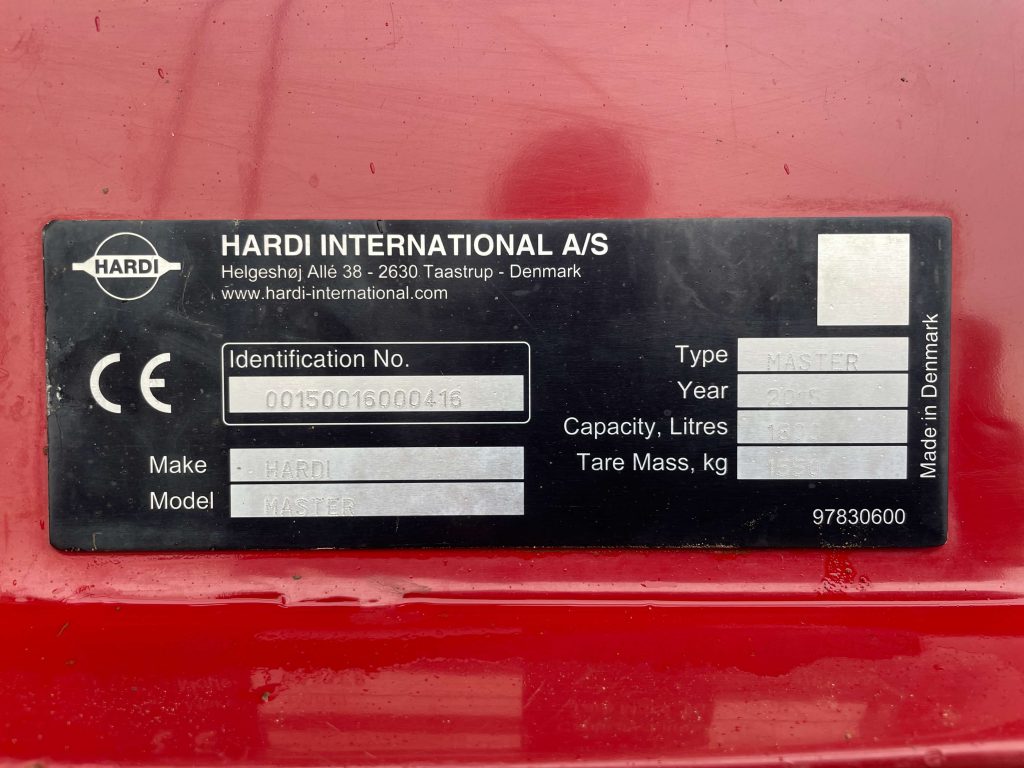 HARDI
HARDI INTERNATIONAL A/S
Helgeshøj Allé 38 - 2630 Taastrup - Denmark
www.hardi-international.com
CE
Identification No.
00150016000416
Make HARDI
Model MASTER
Type MASTER
Year
Capacity, Litres
Tare Mass, kg
97830600
Made in Denmark